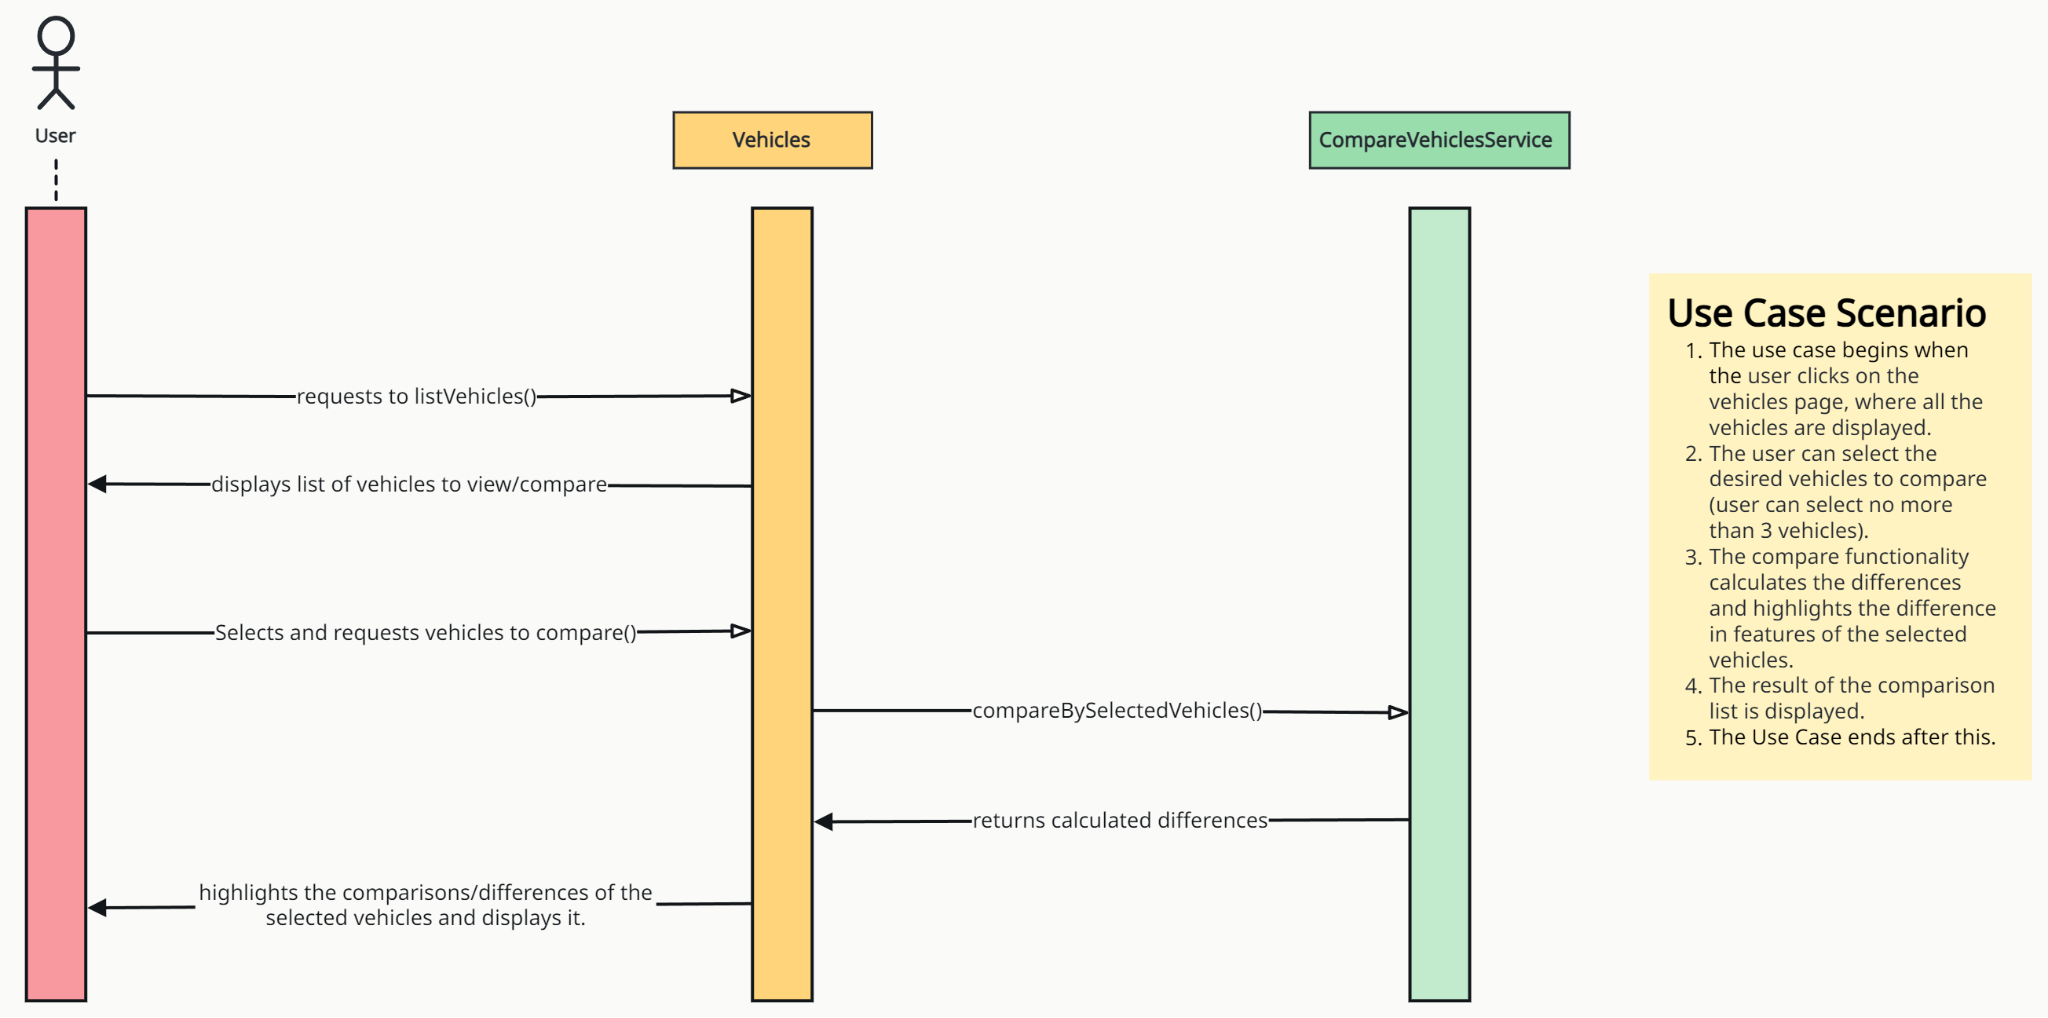 User
Vehicles
CompareVehiclesService
requests to listVehicles()
displays list of vehicles to view/compare
Selects and requests vehicles to compare()
compareBySelectedVehicles()
returns calculated differences
highlights the comparisons/differences of the
selected vehicles and displays it.
Use Case Scenario
1. The use case begins when
the user clicks on the
vehicles page, where all the
vehicles are displayed.
2. The user can select the
desired vehicles to compare
(user can select no more
than 3 vehicles).
3. The compare functionality
calculates the differences
and highlights the difference
in features of the selected
vehicles.
4. The result of the comparison
list is displayed.
5. The Use Case ends after this.